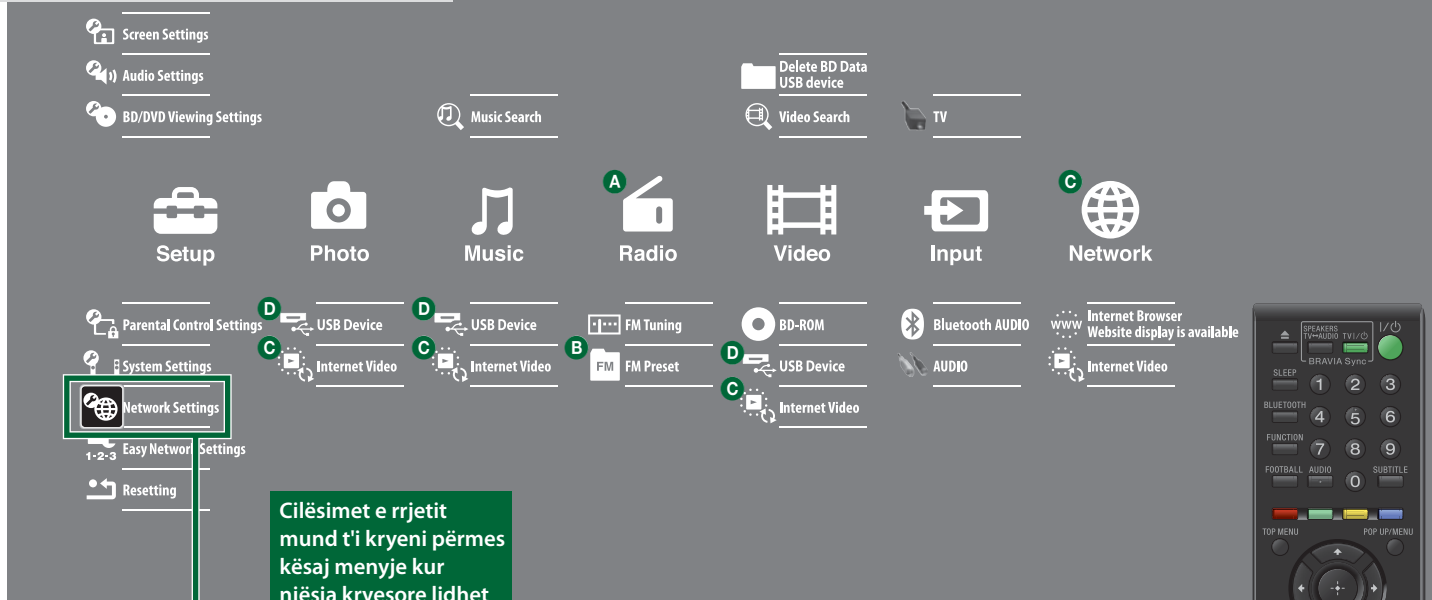 Screen Settings
Audio Settings
BD/DVD Viewing Settings
Music Search
Delete BD Data
USB device
Video Search
TV
A
C
Setup
Photo
Music
Radio
Video
Input
Network
Parental Control Settings
System Settings
Network Settings
1-2-3 Easy Network Settings
Resetting
D USB Device
C Internet Video
D USB Device
C Internet Video
FM Tuning
B FM FM Preset
BD-ROM
D USB Device
C Internet Video
Bluetooth AUDIO
AUDIO
www Internet Browser
Website display is available
Internet Video
Cilësimet e rrjetit
mund t'i kryeni përmes
kësaj menyje kur
njësia kryesore lidhet
SPEAKERS
TV↔AUDIO TV I/⏻
I/⏻
BRAVIA Sync
SLEEP
1 2 3
BLUETOOTH
4 5 6
FUNCTION
7 8 9
FOOTBALL AUDIO 0 SUBTITLE
TOP MENU POP UP/MENU